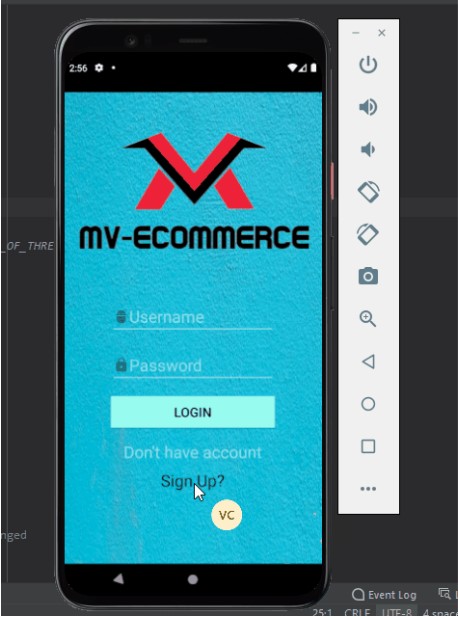 2:56
MV-ECOMMERCE
_OF_THRE
Username
Password
LOGIN
Don't have account
Sign Up?
VC
nged
Event Log
25:1 CRLF UTF-8 4 space